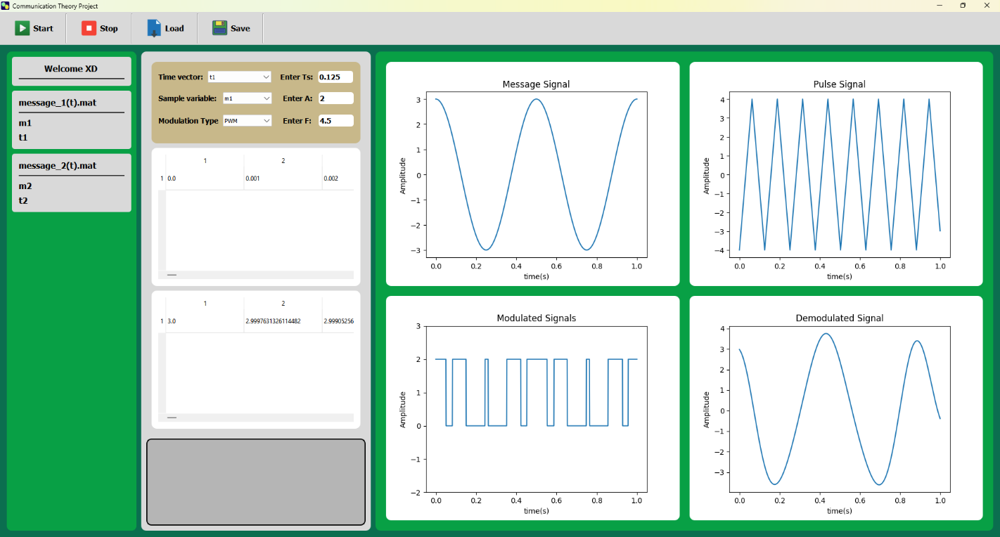 Communication Theory Project
Start Stop Load Save
Welcome XD
message_1(t).mat
m1
t1
message_2(t).mat
m2
t2
Time vector: t1 Enter Ts: 0.125
Sample variable: m1 Enter A: 2
Modulation Type PWM Enter F: 4.5
1 2
1 0.0 0.001 0.002
1 2
1 3.0 2.9997631326114482 2.99905256
Message Signal
Amplitude
3
2
1
0
−1
−2
−3
0.0 0.2 0.4 0.6 0.8 1.0
time(s)
Pulse Signal
Amplitude
4
3
2
1
0
−1
−2
−3
−4
0.0 0.2 0.4 0.6 0.8 1.0
time(s)
Modulated Signals
Amplitude
3
2
1
0
−1
−2
0.0 0.2 0.4 0.6 0.8 1.0
time(s)
Demodulated Signal
Amplitude
4
3
2
1
0
−1
−2
−3
0.0 0.2 0.4 0.6 0.8 1.0
time(s)